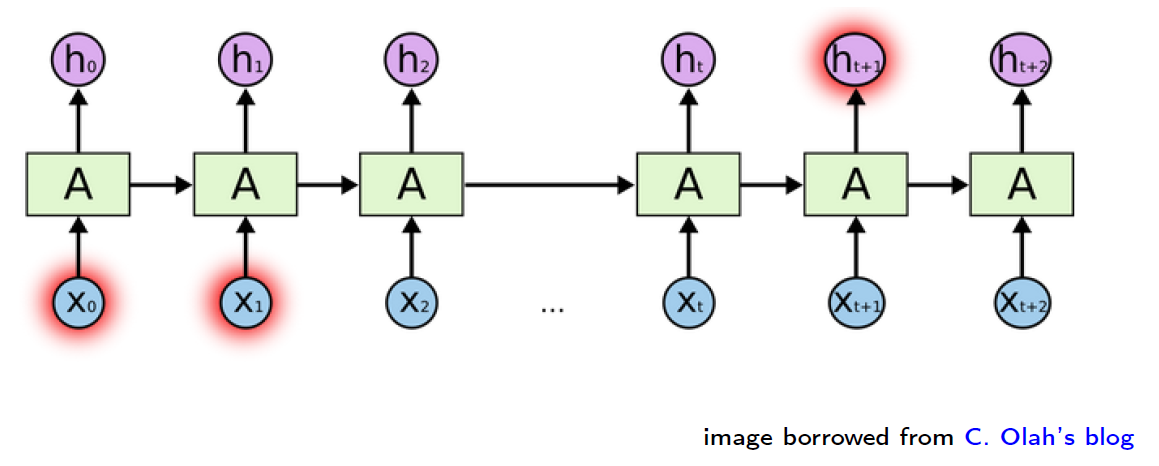 h₀ h₁ h₂ hₜ hₜ₊₁ hₜ₊₂
A A A A A A
x₀ x₁ x₂ ... xₜ xₜ₊₁ xₜ₊₂
image borrowed from C. Olah's blog